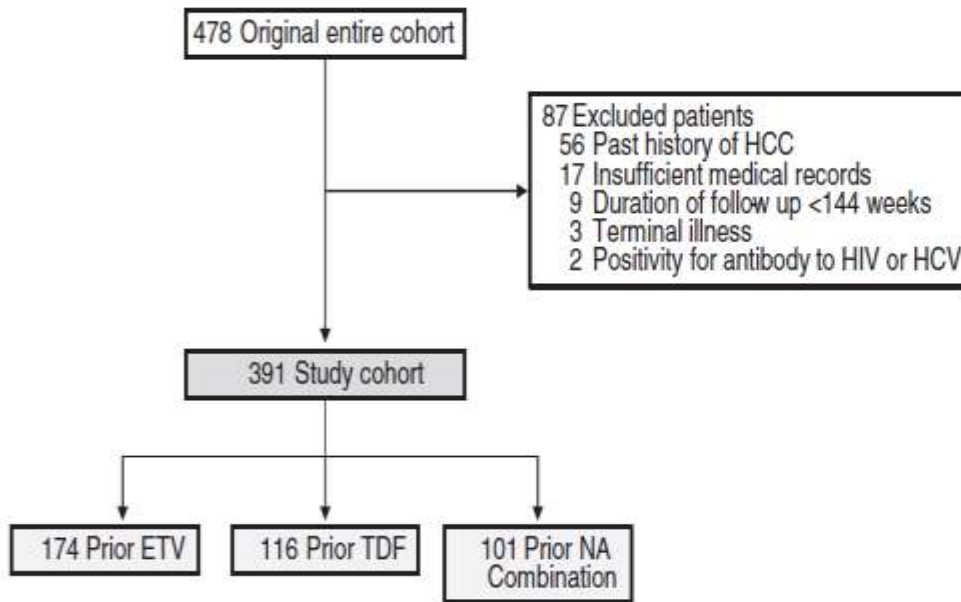 478 Original entire cohort
87 Excluded patients
56 Past history of HCC
17 Insufficient medical records
9 Duration of follow up <144 weeks
3 Terminal illness
2 Positivity for antibody to HIV or HCV
391 Study cohort
174 Prior ETV
116 Prior TDF
101 Prior NA
Combination